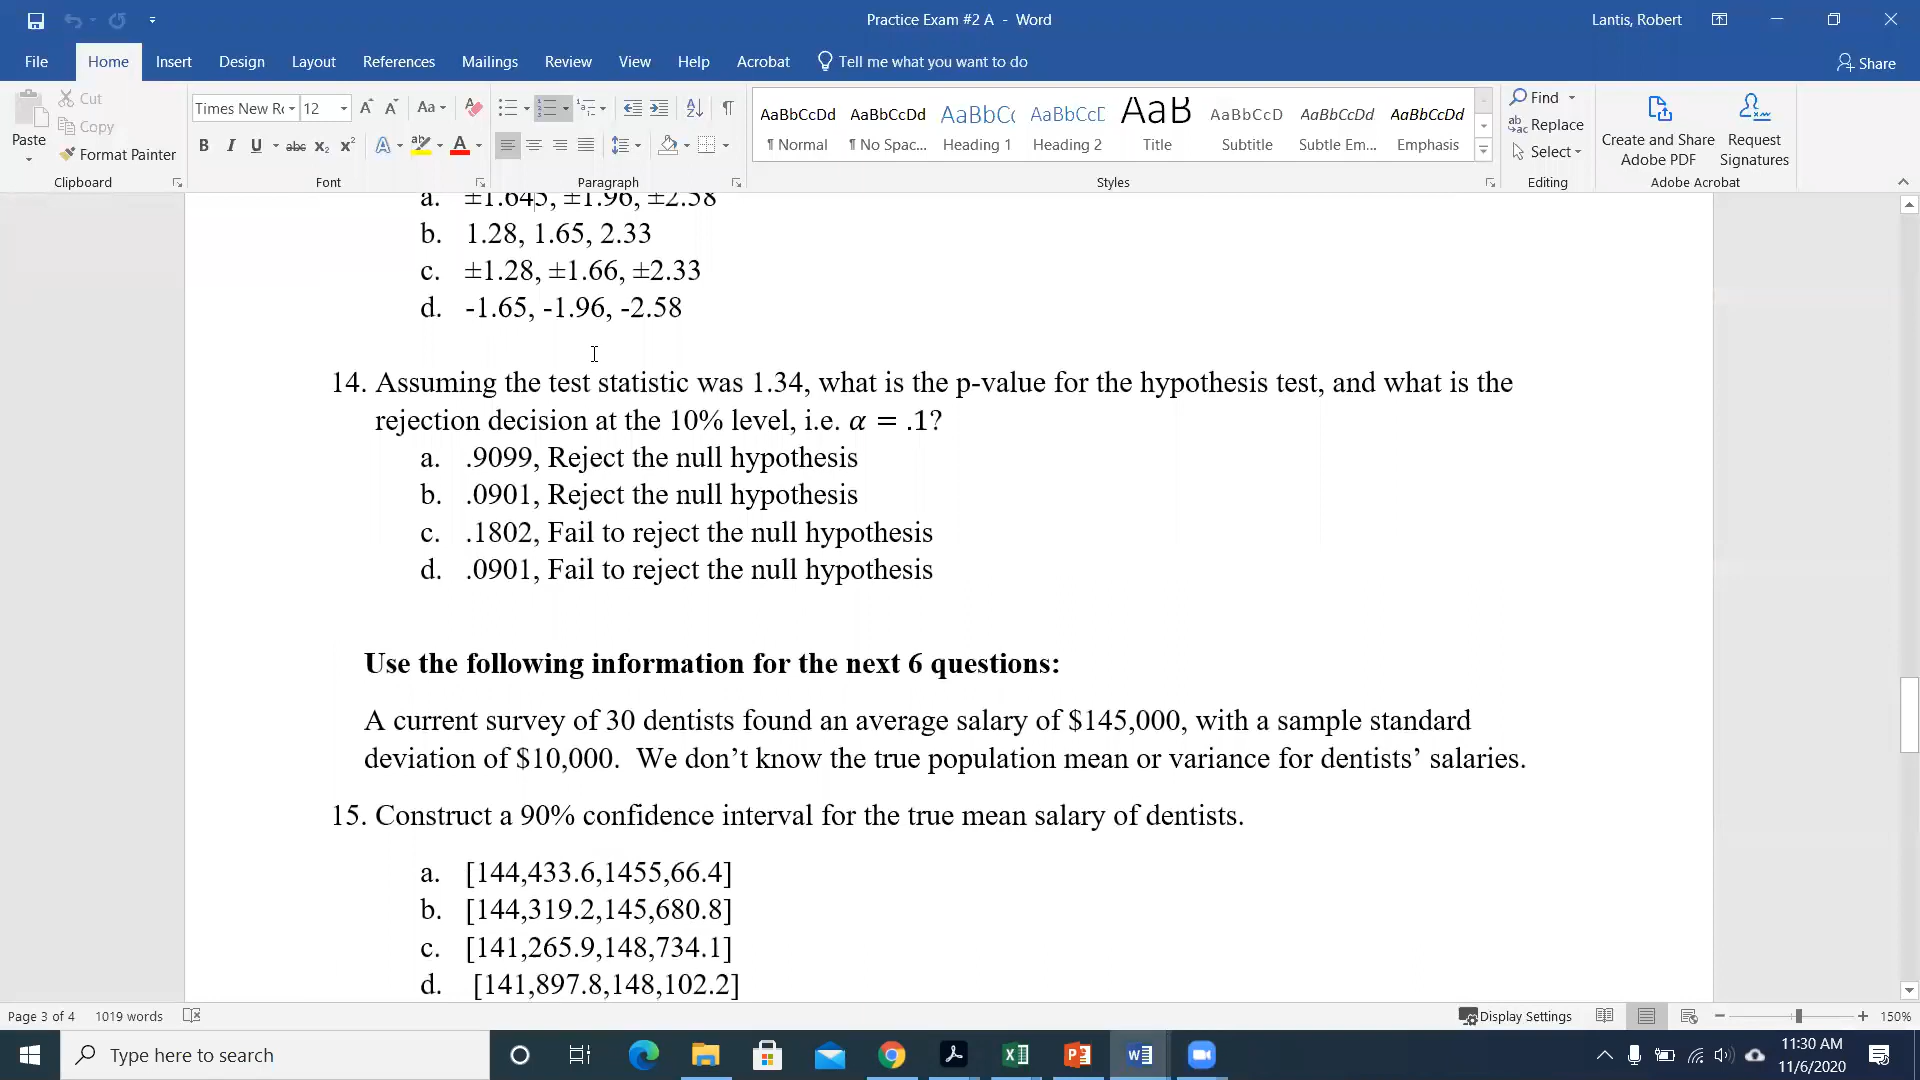 Practice Exam #2 A - Word
Lantis, Robert
File Home Insert Design Layout References Mailings Review View Help Acrobat Tell me what you want to do
Share
Cut
Copy
Format Painter
Paste
Clipboard
Times New R
12
Aa
B I U abc x₂ x²
A A
Font
Paragraph
AaBbCcDd AaBbCcDd AaBbCc AaBbCcD AaB AaBbCcD AaBbCcDd AaBbCcDd
¶ Normal ¶ No Spac... Heading 1 Heading 2 Title Subtitle Subtle Em... Emphasis
Styles
Find
Replace
Select
Editing
Create and Share
Adobe PDF
Request
Signatures
Adobe Acrobat
a. ±1.645, ±1.96, ±2.58
b. 1.28, 1.65, 2.33
c. ±1.28, ±1.66, ±2.33
d. -1.65, -1.96, -2.58
14. Assuming the test statistic was 1.34, what is the p-value for the hypothesis test, and what is the
rejection decision at the 10% level, i.e. α = .1?
a. .9099, Reject the null hypothesis
b. .0901, Reject the null hypothesis
c. .1802, Fail to reject the null hypothesis
d. .0901, Fail to reject the null hypothesis
Use the following information for the next 6 questions:
A current survey of 30 dentists found an average salary of $145,000, with a sample standard
deviation of $10,000. We don’t know the true population mean or variance for dentists’ salaries.
15. Construct a 90% confidence interval for the true mean salary of dentists.
a. [144,433.6,1455,66.4]
b. [144,319.2,145,680.8]
c. [141,265.9,148,734.1]
d. [141,897.8,148,102.2]
Page 3 of 4 1019 words
Display Settings
150%
Type here to search
11:30 AM
11/6/2020